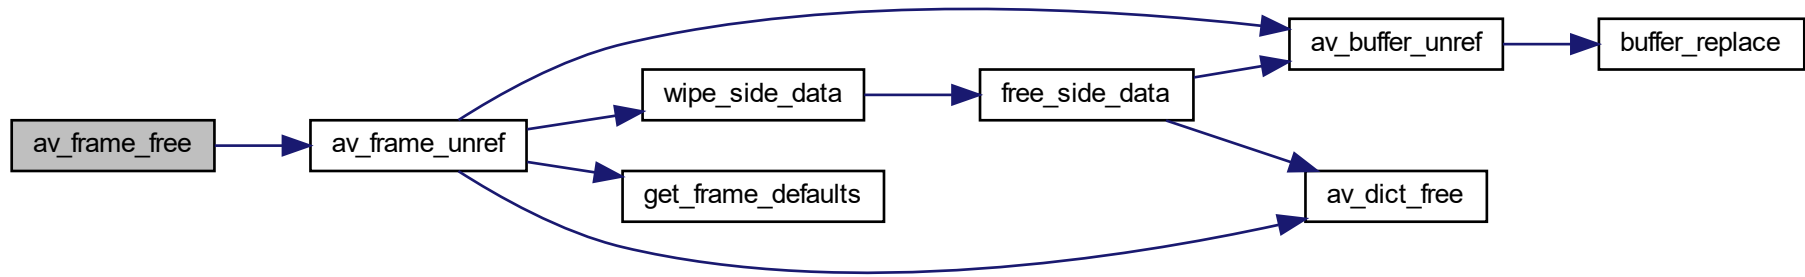 av_frame_free
av_frame_unref
wipe_side_data
get_frame_defaults
free_side_data
av_buffer_unref
av_dict_free
buffer_replace